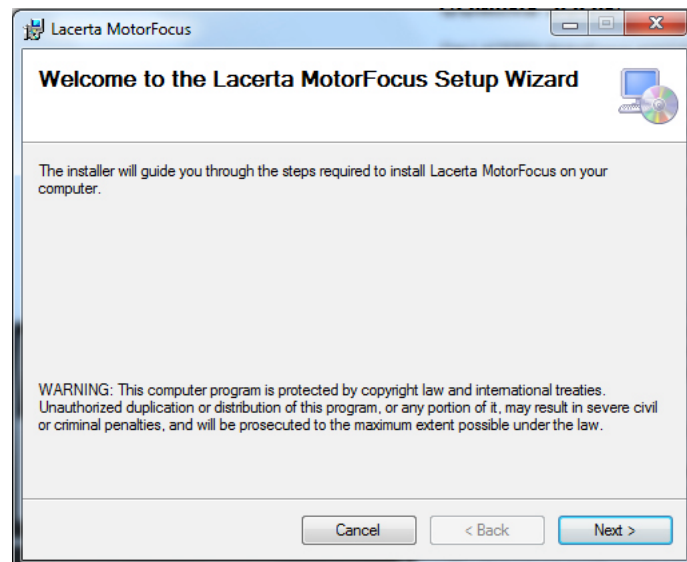 Lacerta MotorFocus
Welcome to the Lacerta MotorFocus Setup Wizard
The installer will guide you through the steps required to install Lacerta MotorFocus on your
computer.
WARNING: This computer program is protected by copyright law and international treaties.
Unauthorized duplication or distribution of this program, or any portion of it, may result in severe civil
or criminal penalties, and will be prosecuted to the maximum extent possible under the law.
Cancel
< Back
Next >